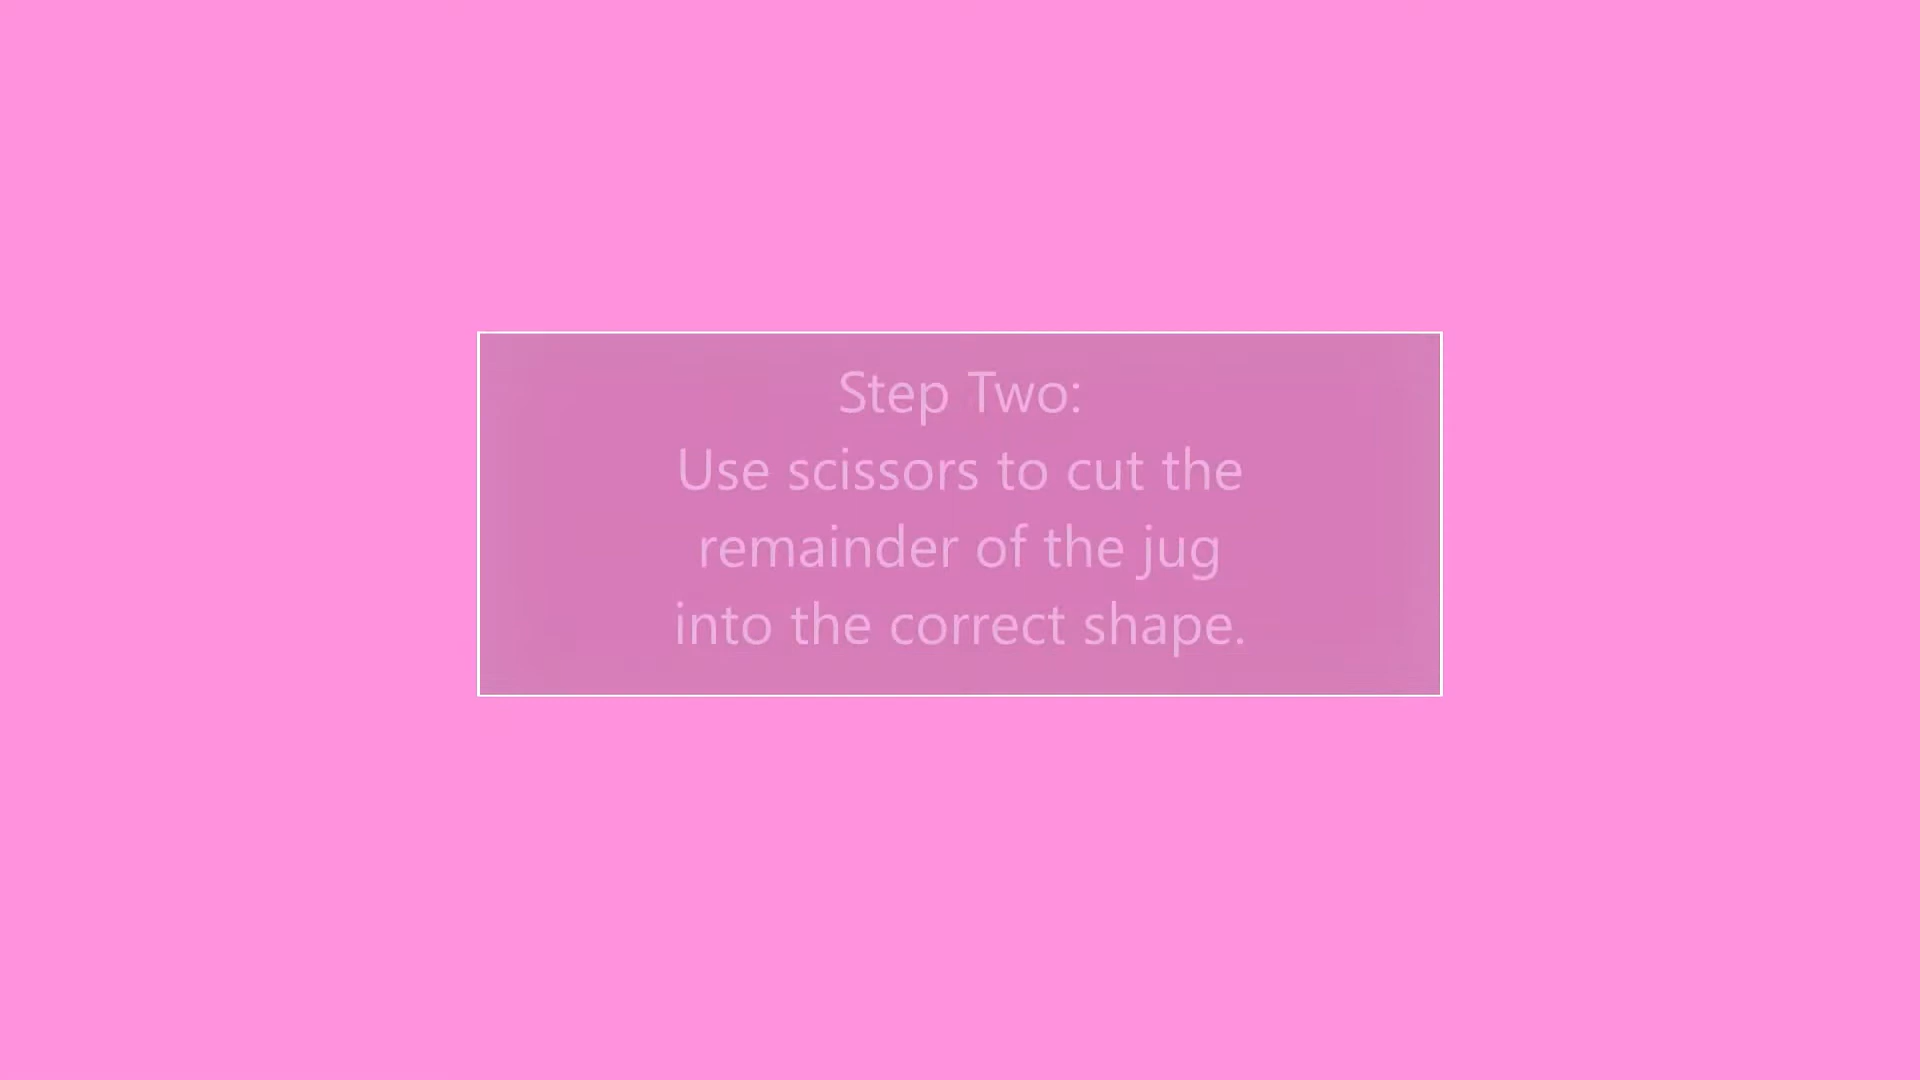 Step Two:
Use scissors to cut the
remainder of the jug
into the correct shape.